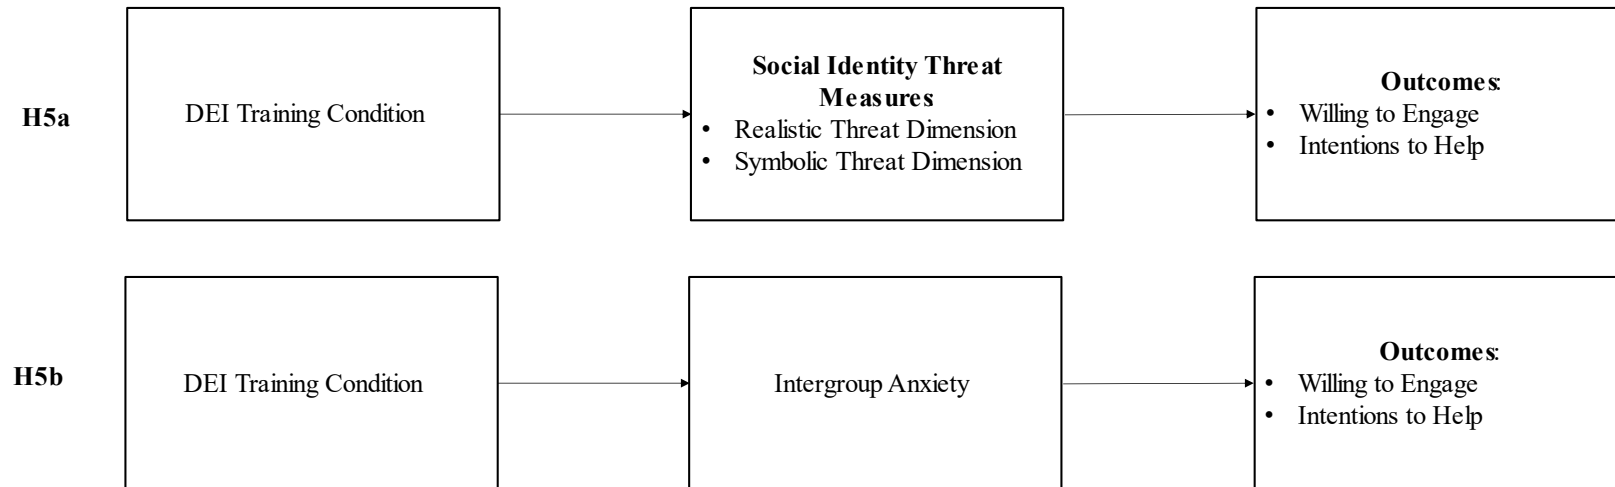 H5a
DEI Training Condition
Social Identity Threat
Measures
• Realistic Threat Dimension
• Symbolic Threat Dimension
Outcomes:
• Willing to Engage
• Intentions to Help
H5b
DEI Training Condition
Intergroup Anxiety
Outcomes:
• Willing to Engage
• Intentions to Help